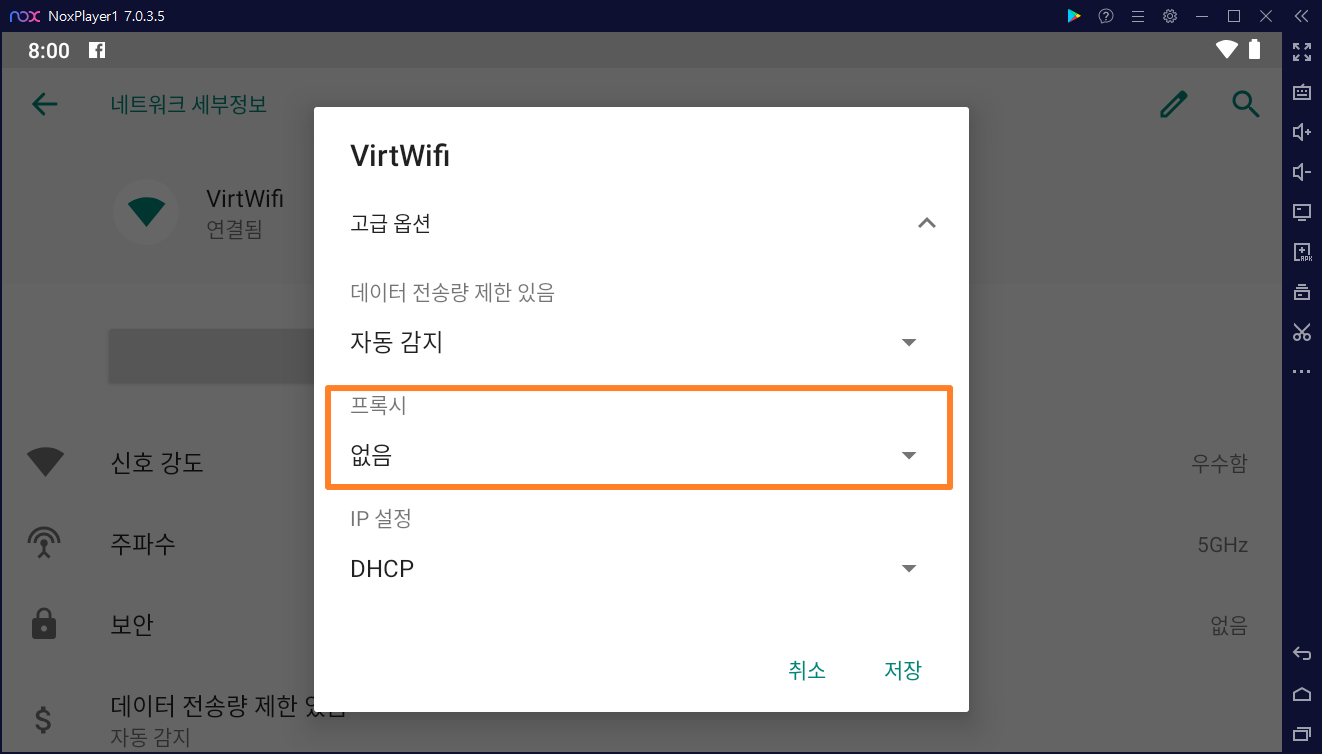 nox NoxPlayer1 7.0.3.5
8:00
네트워크 세부정보
VirtWifi
연결됨
VirtWifi
고급 옵션
데이터 전송량 제한 있음
자동 감지
프록시
없음
IP 설정
DHCP
취소 저장
신호 강도 우수함
주파수 5GHz
보안 없음
데이터 전송량 제한 있음
자동 감지
APK